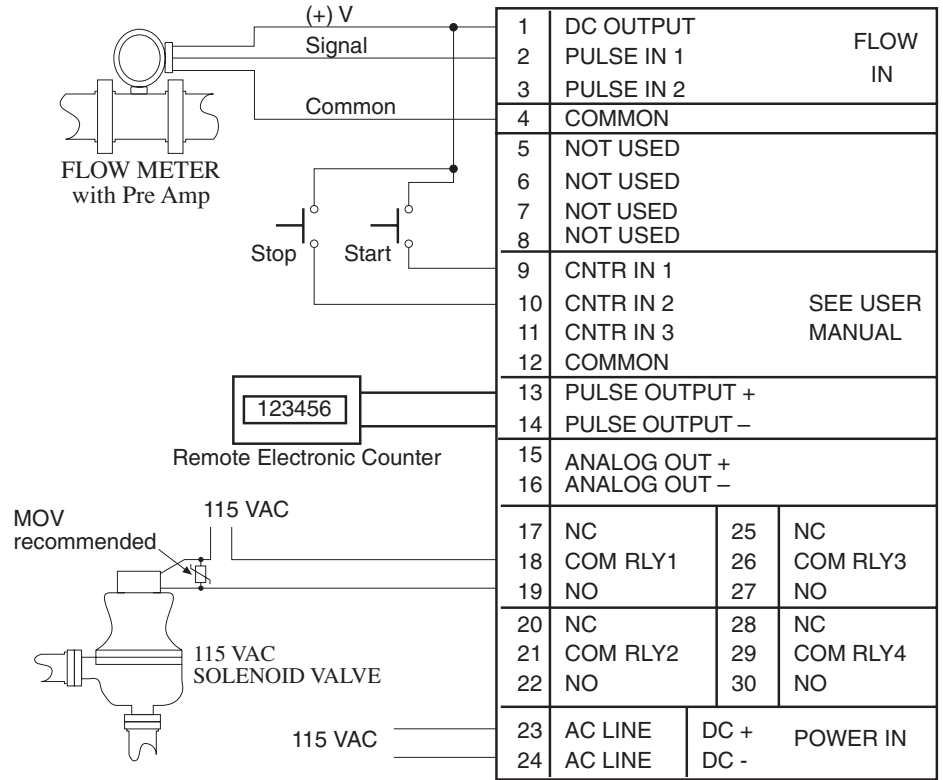 (+) V
Signal
Common
FLOW METER
with Pre Amp
Stop
Start
123456
Remote Electronic Counter
115 VAC
MOV
recommended
115 VAC
SOLENOID VALVE
115 VAC
1 DC OUTPUT
2 PULSE IN 1
3 PULSE IN 2
FLOW
IN
4 COMMON
5 NOT USED
6 NOT USED
7 NOT USED
8 NOT USED
9 CNTR IN 1
10 CNTR IN 2 SEE USER
11 CNTR IN 3 MANUAL
12 COMMON
13 PULSE OUTPUT +
14 PULSE OUTPUT –
15 ANALOG OUT +
16 ANALOG OUT –
17 NC 25 NC
18 COM RLY1 26 COM RLY3
19 NO 27 NO
20 NC 28 NC
21 COM RLY2 29 COM RLY4
22 NO 30 NO
23 AC LINE DC + POWER IN
24 AC LINE DC -